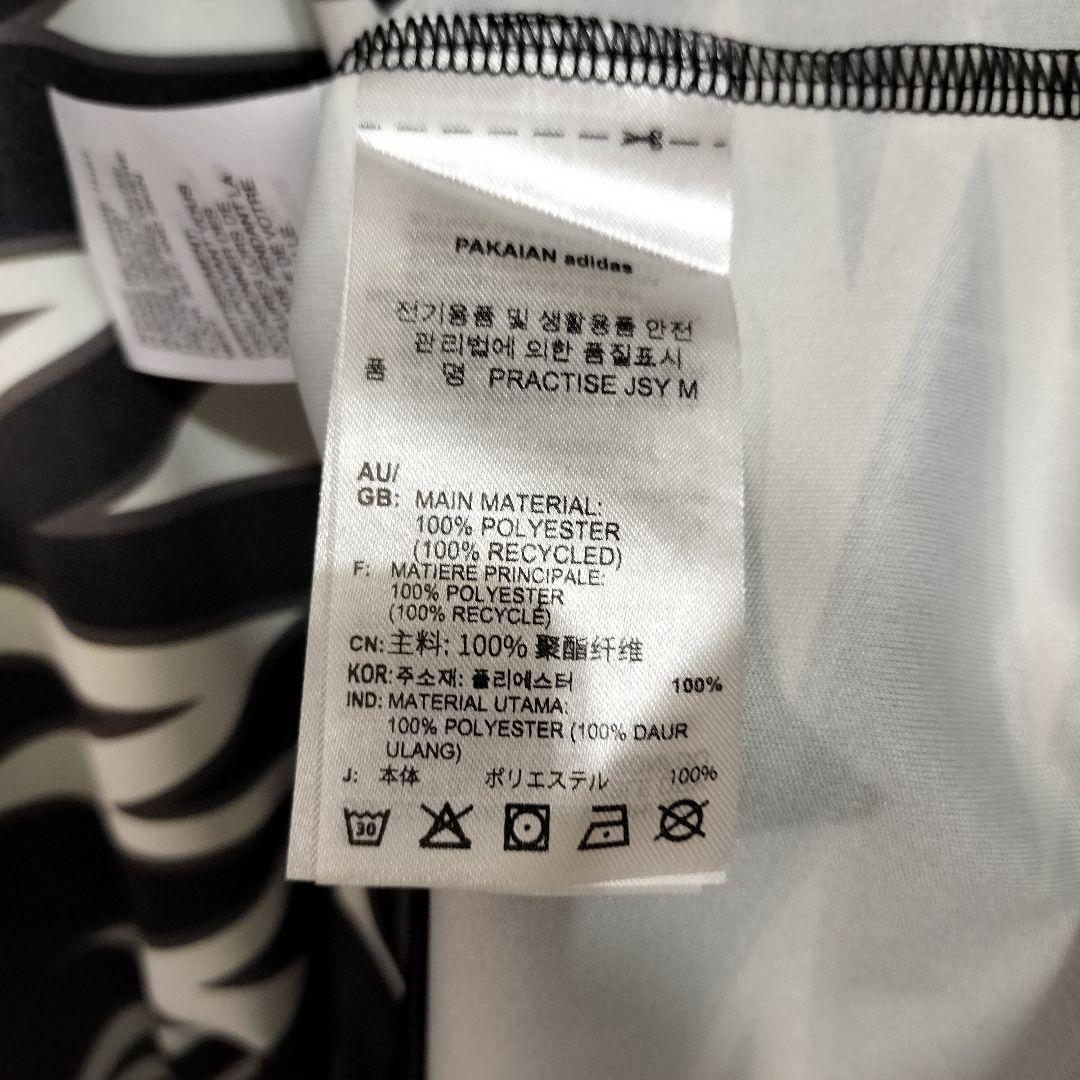 PAKAIAN adidas
전기용품 및 생활용품 안전
관리법에 의한 품질표시
품 명 PRACTISE JSY M
AU/
GB: MAIN MATERIAL:
100% POLYESTER
(100% RECYCLED)
F: MATIERE PRINCIPALE:
100% POLYESTER
(100% RECYCLÉ)
CN: 主料: 100% 聚酯纤维
KOR: 주소재: 폴리에스터 100%
IND: MATERIAL UTAMA:
100% POLYESTER (100% DAUR
ULANG)
J: 本体 ポリエステル 100%
30